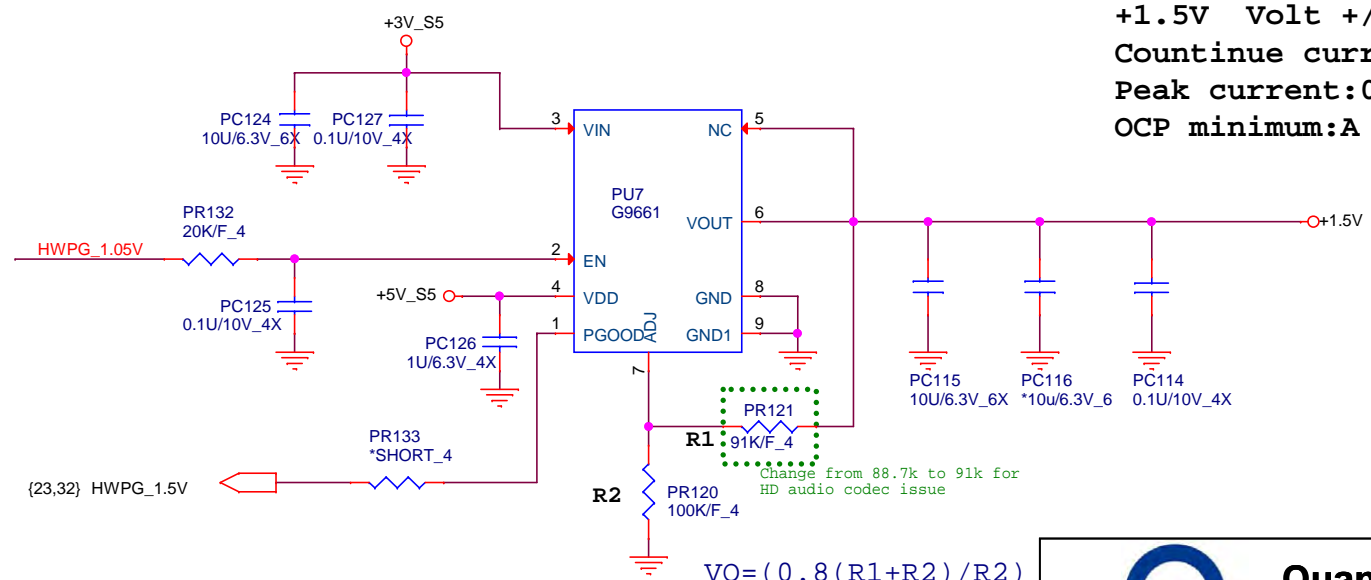 +1.5V Volt +/
Countinue curr
Peak current:0
OCP minimum:A
+3V_S5
PC124
10U/6.3V_6X
PC127
0.1U/10V_4X
3
VIN
NC
5
PU7
G9661
VOUT
6
+1.5V
PR132
20K/F_4
HWPG_1.05V
2
EN
PC125
0.1U/10V_4X
+5V_S5
4
VDD
GND
8
PC126
1U/6.3V_4X
1
PGOOD
ADJ
GND1
9
7
PC115
10U/6.3V_6X
PC116
*10u/6.3V_6
PC114
0.1U/10V_4X
PR121
R1
91K/F_4
Change from 88.7k to 91k for
HD audio codec issue
PR133
*SHORT_4
{23,32} HWPG_1.5V
R2
PR120
100K/F_4
VO=(0.8(R1+R2)/R2)
Quan